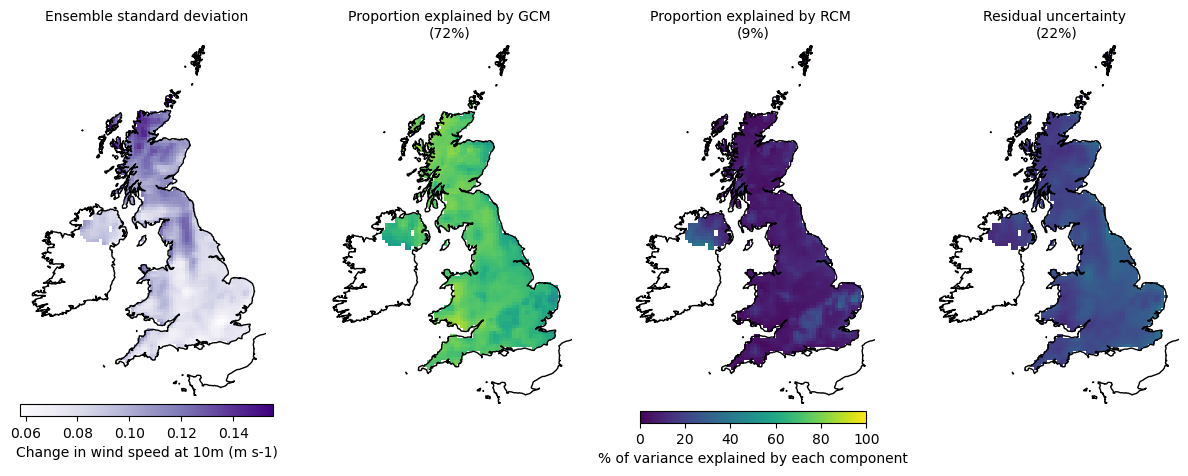 Ensemble standard deviation
Proportion explained by GCM
(72%)
Proportion explained by RCM
(9%)
Residual uncertainty
(22%)
0.06 0.08 0.10 0.12 0.14
Change in wind speed at 10m (m s-1)
0 20 40 60 80 100
% of variance explained by each component